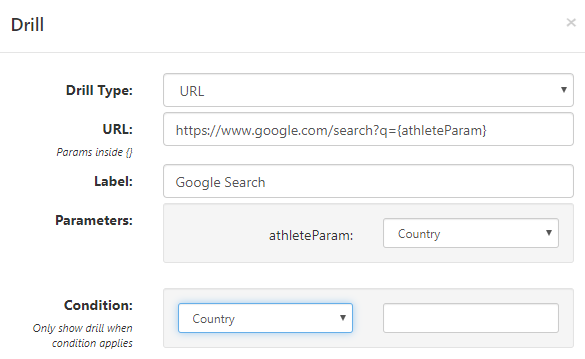 Drill
×
Drill Type:
URL
URL:
https://www.google.com/search?q={athleteParam}
Params inside {}
Label:
Google Search
Parameters:
athleteParam:
Country
Condition:
Country
Only show drill when
condition applies